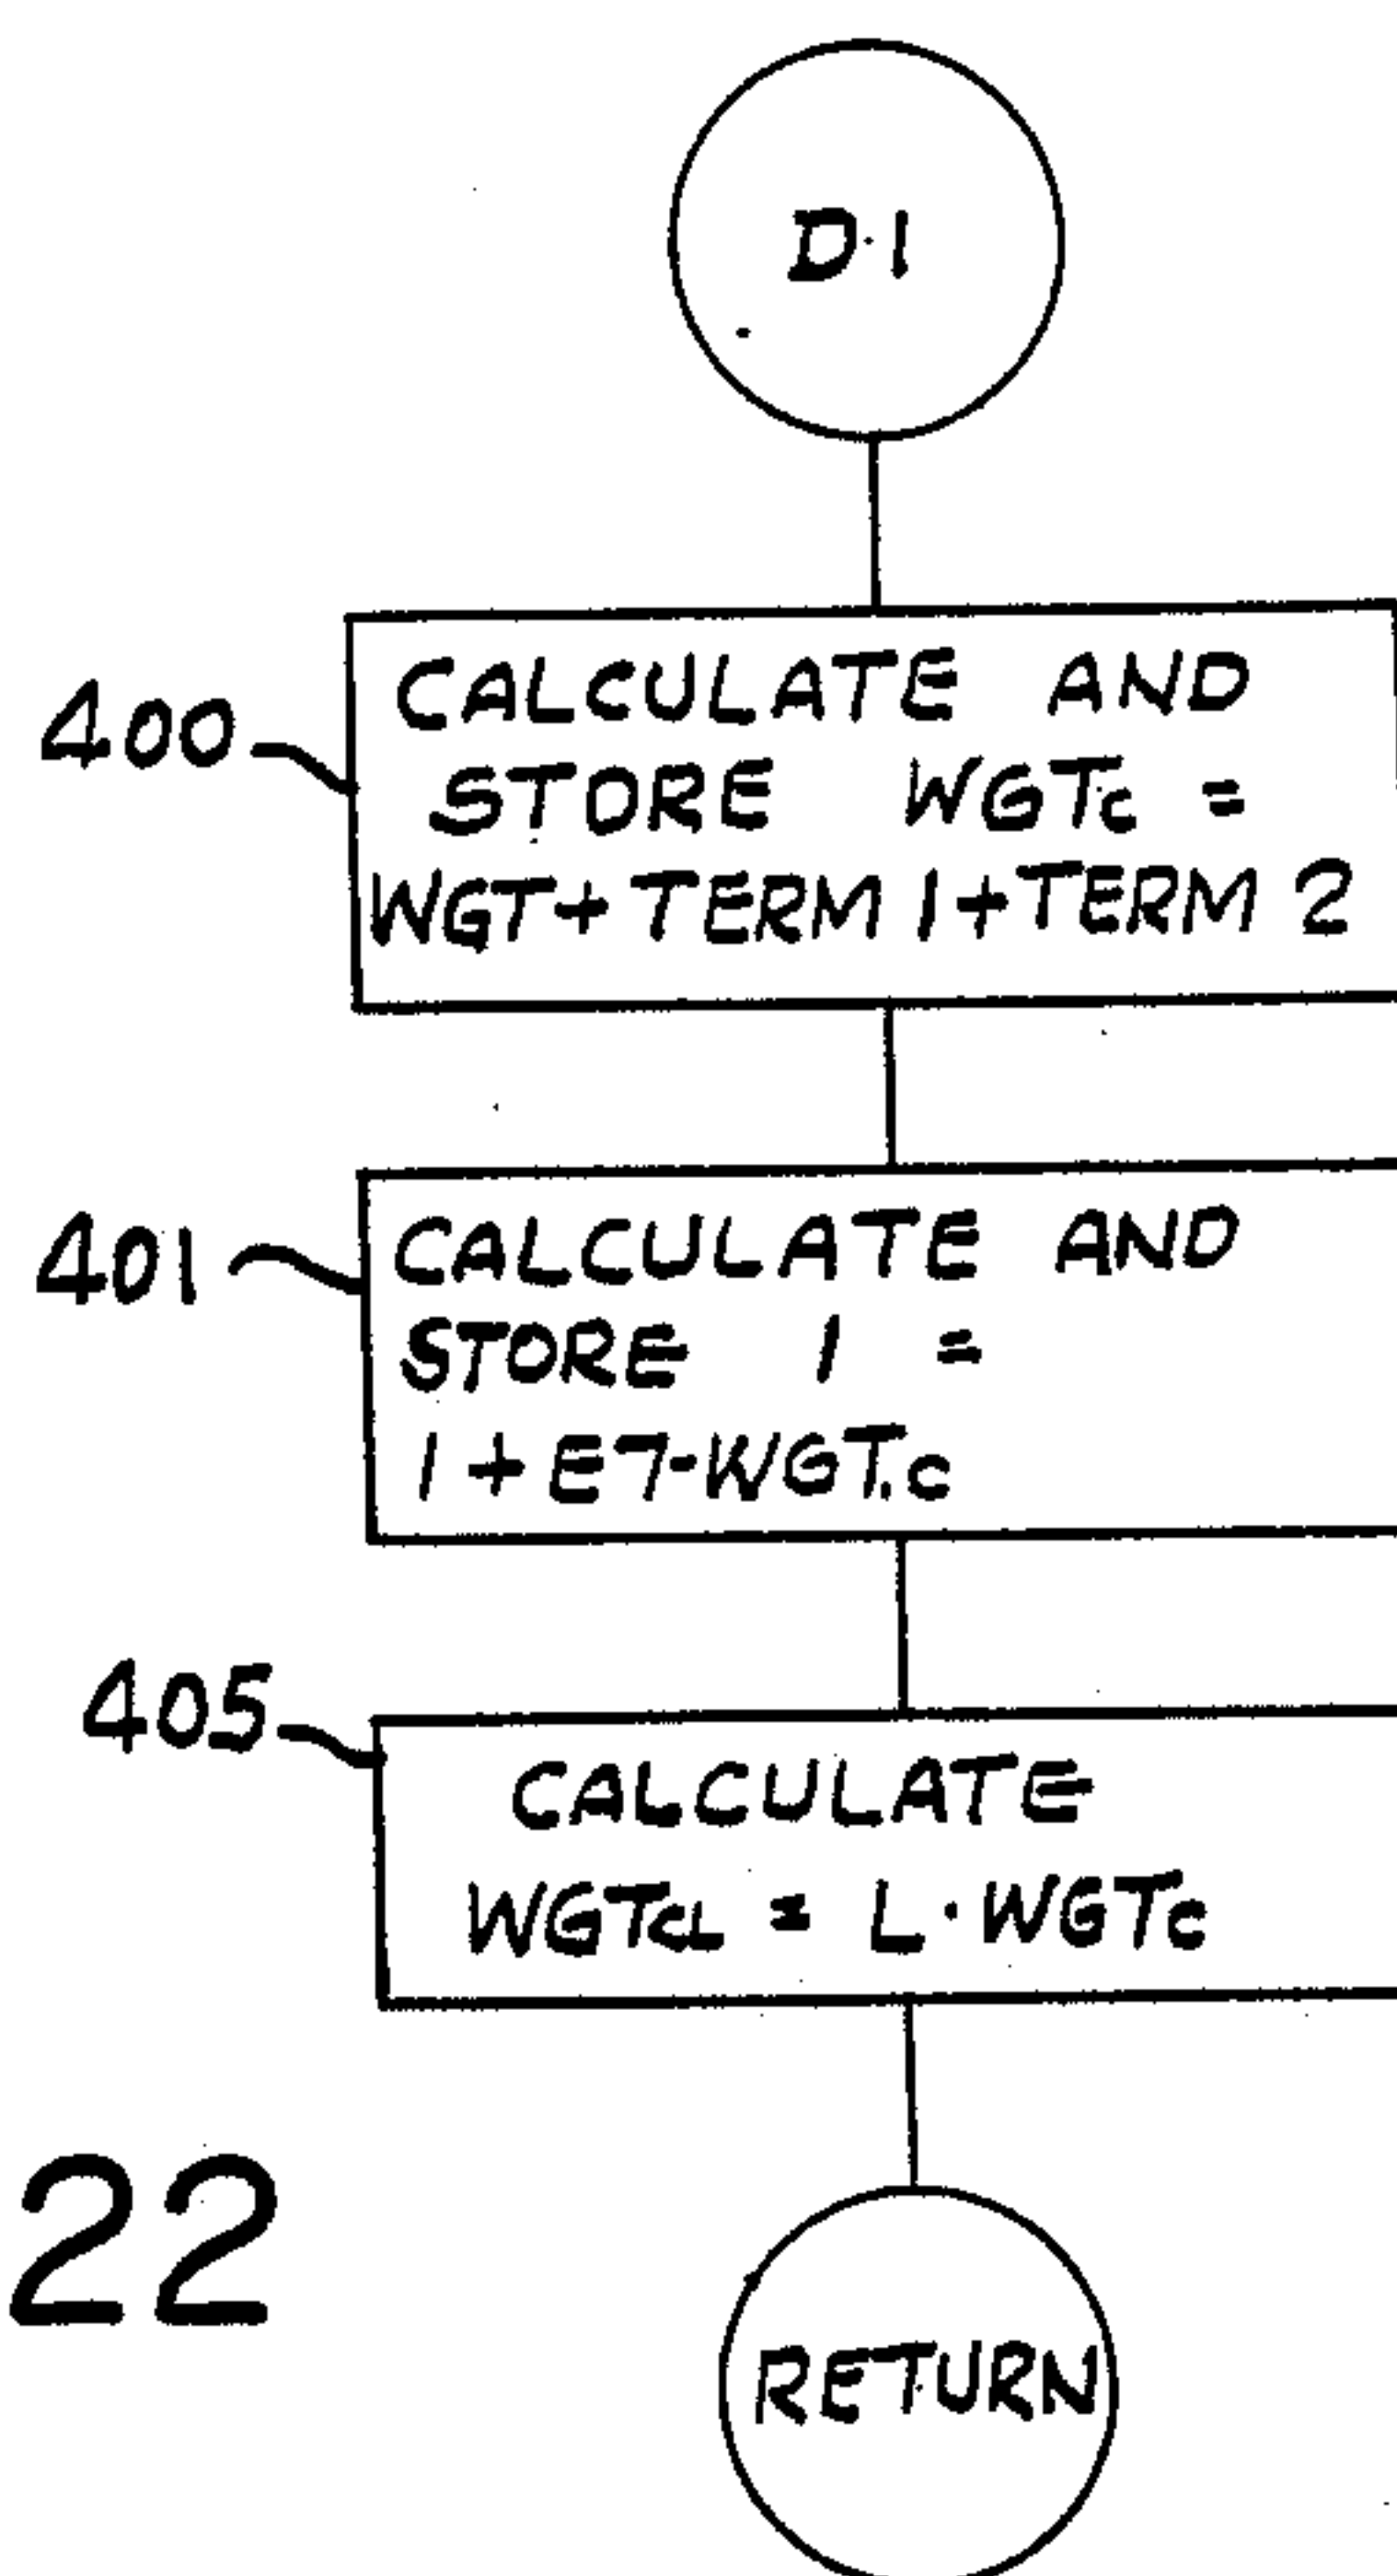 D·1
400
CALCULATE AND
STORE WGTc =
WGT+TERM 1+TERM 2
401
CALCULATE AND
STORE 1 =
1+E7·WGT.c
405
CALCULATE
WGTCL = L·WGTc
22
RETURN